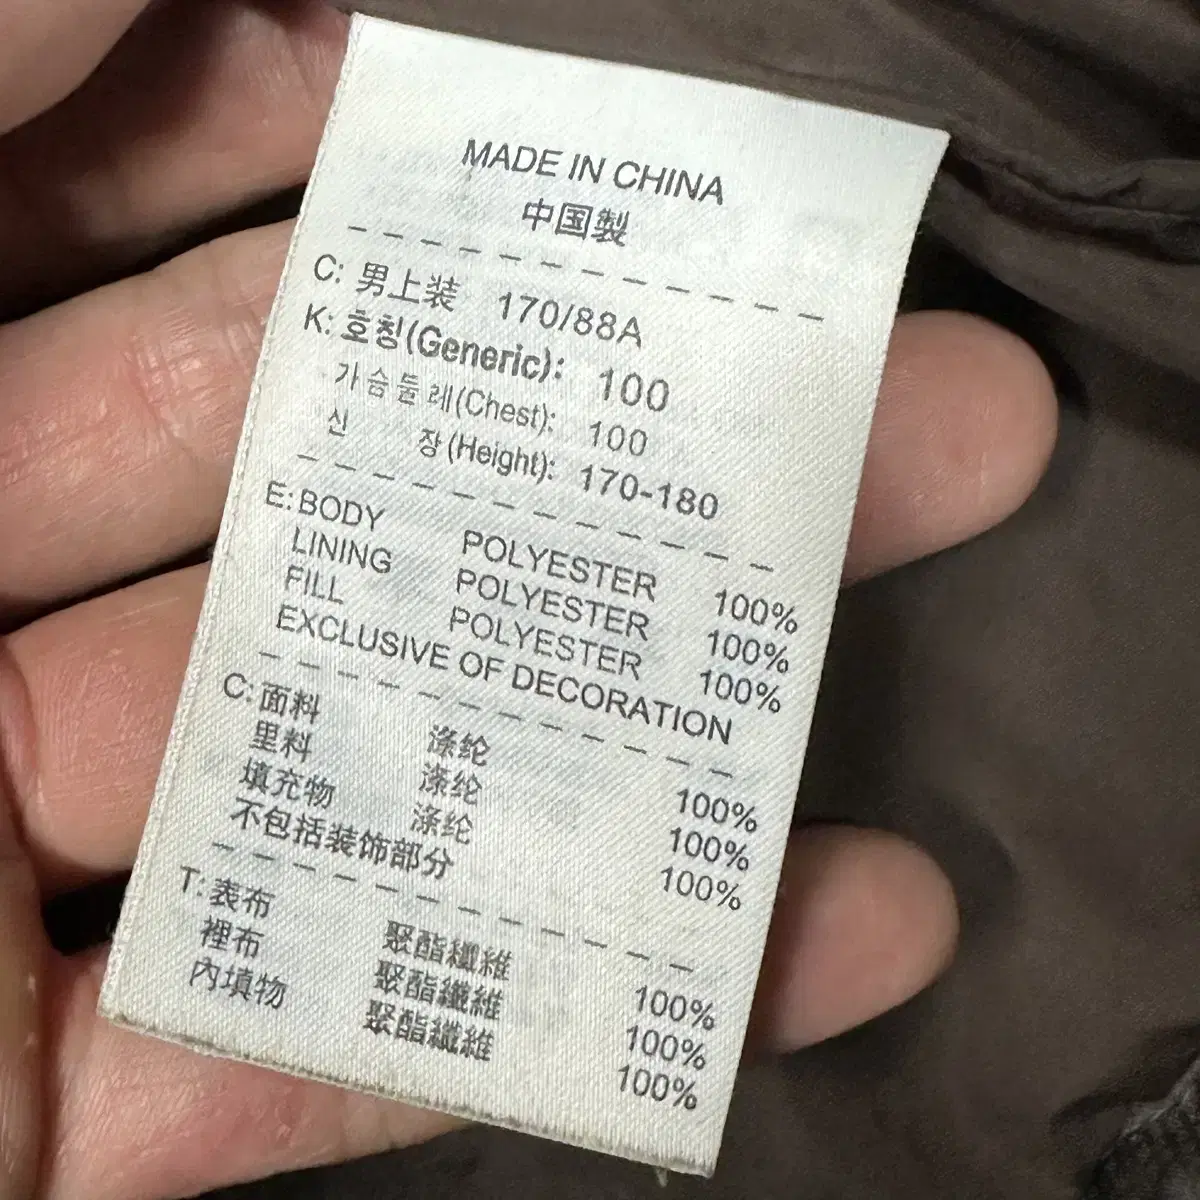 MADE IN CHINA
中国製
C: 男上装 170/88A
K: 호칭(Generic): 100
가슴둘레(Chest): 100
신 장(Height): 170-180
E: BODY POLYESTER 100%
LINING POLYESTER 100%
FILL POLYESTER 100%
EXCLUSIVE OF DECORATION
C: 面料 涤纶 100%
里料 涤纶 100%
填充物 涤纶 100%
不包括装饰部分
T: 表布 聚酯纖維 100%
裡布 聚酯纖維 100%
內填物 聚酯纖維 100%